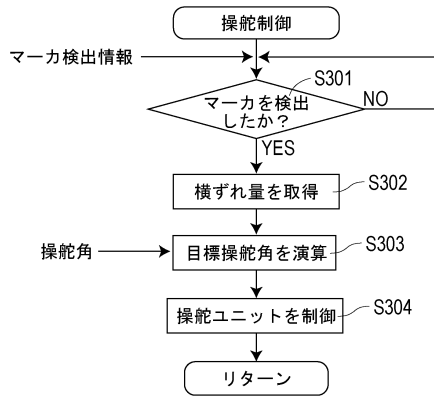 操舵制御
マーカ検出情報
S301
マーカを検出
したか？
NO
YES
横ずれ量を取得
S302
操舵角
目標操舵角を演算
S303
操舵ユニットを制御
S304
リターン